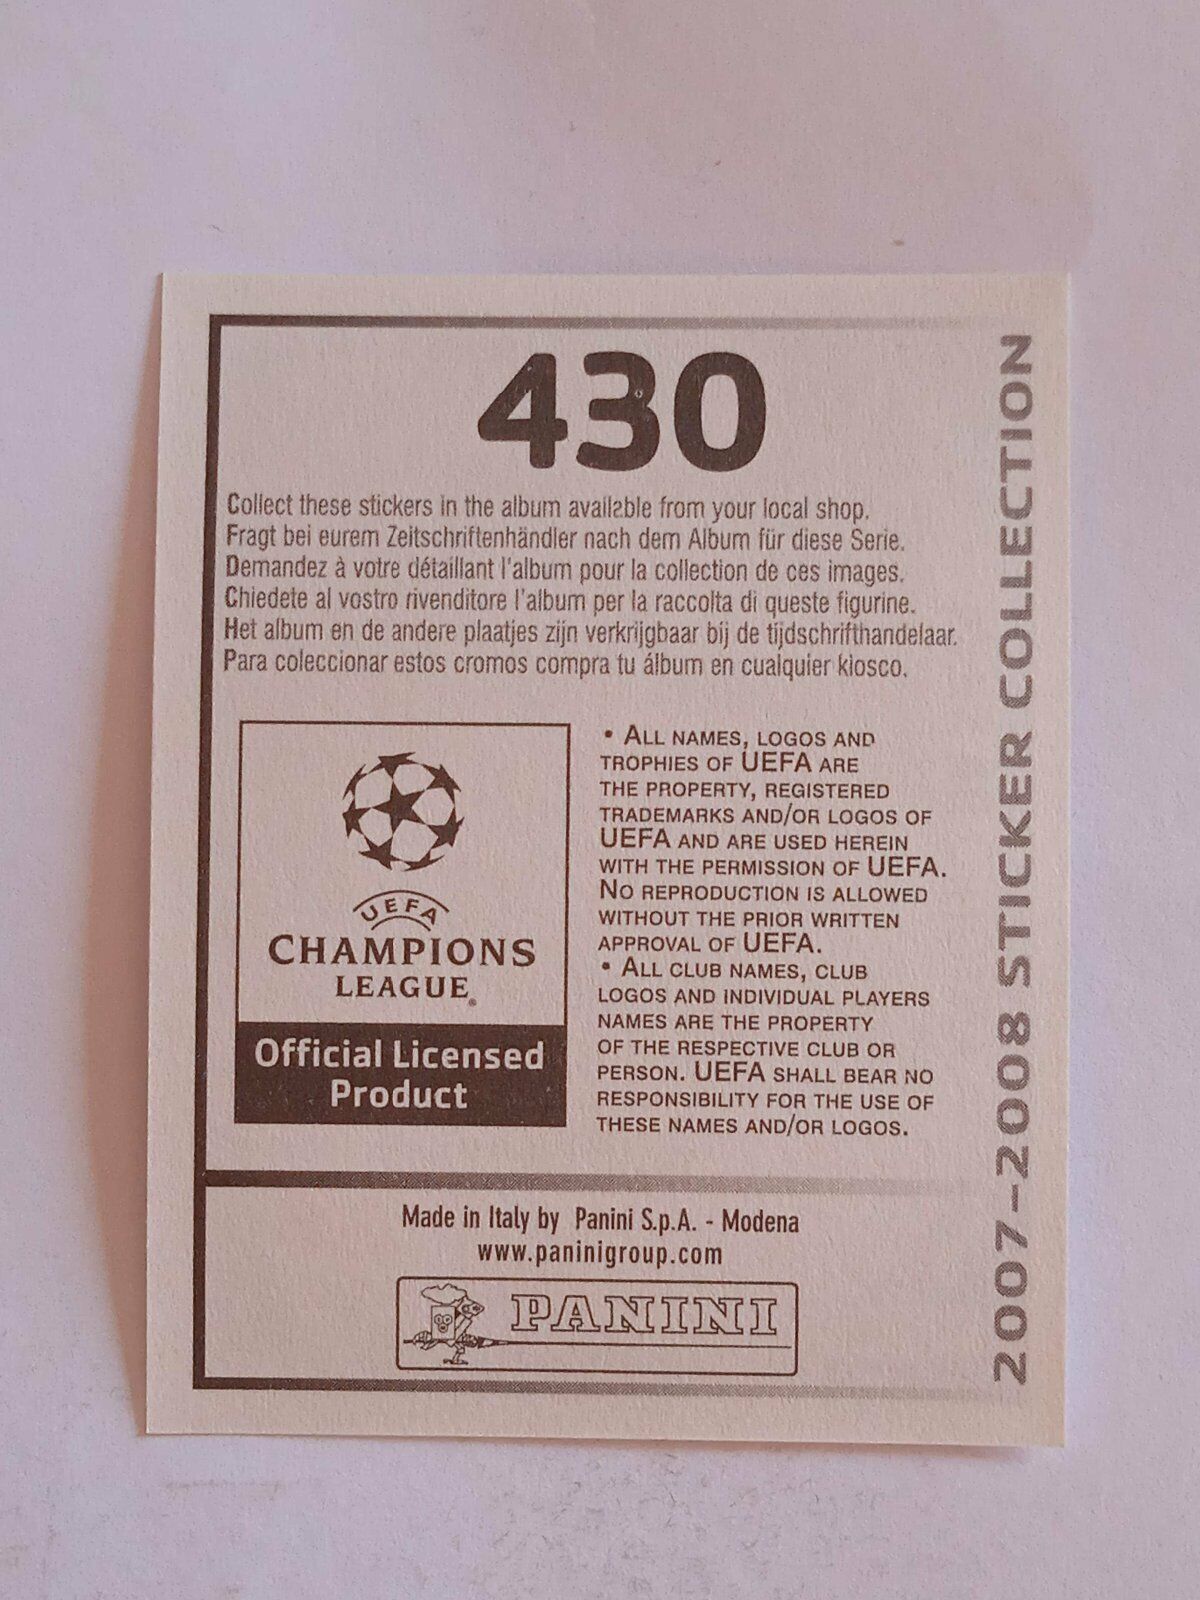 430
Collect these stickers in the album available from your local shop.
Fragt bei eurem Zeitschriftenhändler nach dem Album für diese Serie.
Demandez à votre détaillant l'album pour la collection de ces images.
Chiedete al vostro rivenditore l'album per la raccolta di queste figurine.
Het album en de andere plaatjes zijn verkrijgbaar bij de tijdschrifthandelaar.
Para coleccionar estos cromos compra tu álbum en cualquier kiosco.
UEFA
CHAMPIONS
LEAGUE®
Official Licensed
Product
• ALL NAMES, LOGOS AND
TROPHIES OF UEFA ARE
THE PROPERTY, REGISTERED
TRADEMARKS AND/OR LOGOS OF
UEFA AND ARE USED HEREIN
WITH THE PERMISSION OF UEFA.
NO REPRODUCTION IS ALLOWED
WITHOUT THE PRIOR WRITTEN
APPROVAL OF UEFA.
• ALL CLUB NAMES, CLUB
LOGOS AND INDIVIDUAL PLAYERS
NAMES ARE THE PROPERTY
OF THE RESPECTIVE CLUB OR
PERSON. UEFA SHALL BEAR NO
RESPONSIBILITY FOR THE USE OF
THESE NAMES AND/OR LOGOS.
Made in Italy by Panini S.p.A. - Modena
www.paninigroup.com
PANINI
2007-2008 STICKER COLLECTION